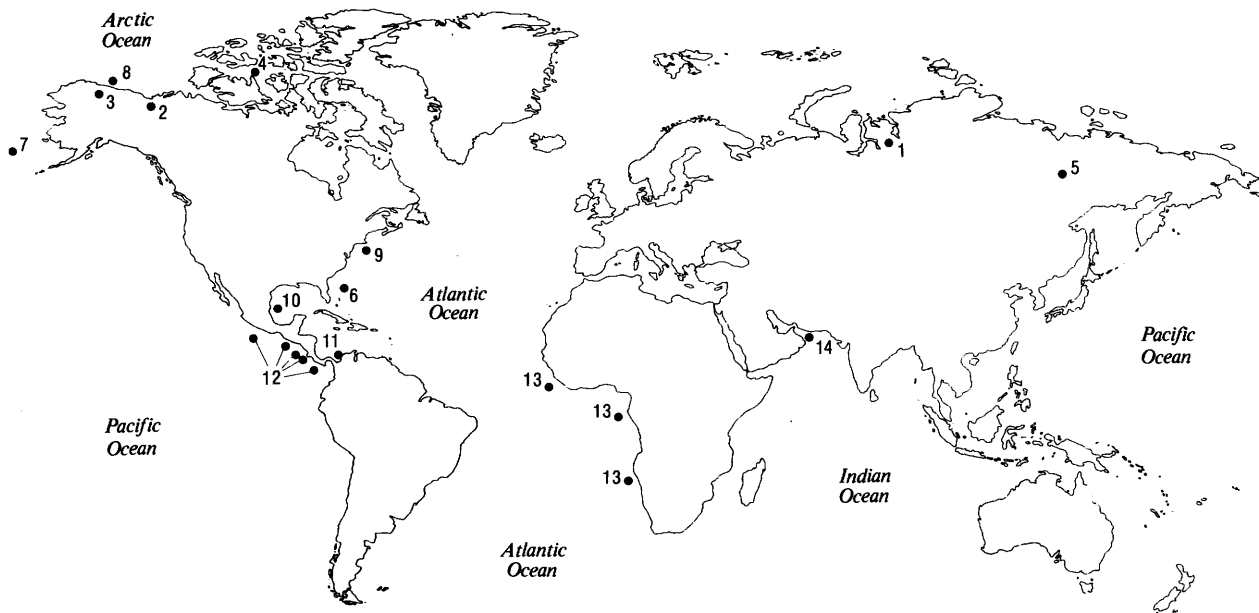 Arctic
Ocean
4
8
3
2
7
1
5
9
6
10
Atlantic
Ocean
Pacific
Ocean
11
14
12
13
13
Pacific
Ocean
13
Indian
Ocean
Atlantic
Ocean